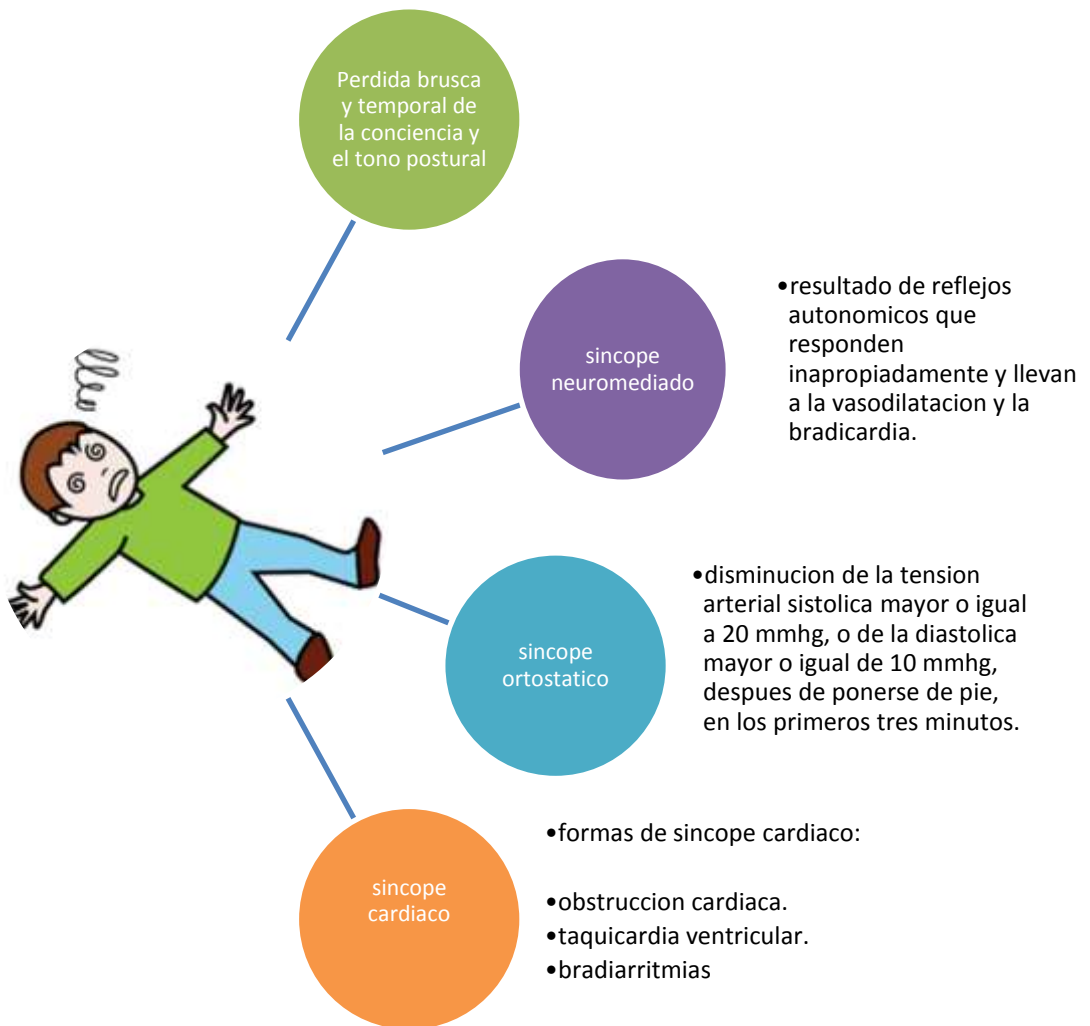 Perdida brusca
y temporal de
la conciencia y
el tono postural
sincope
neuromediado
•resultado de reflejos
autonomicos que
responden
inapropiadamente y llevan
a la vasodilatacion y la
bradicardia.
sincope
ortostatico
•disminucion de la tension
arterial sistolica mayor o igual
a 20 mmhg, o de la diastolica
mayor o igual de 10 mmhg,
despues de ponerse de pie,
en los primeros tres minutos.
sincope
cardiaco
•formas de sincope cardiaco:
•obstruccion cardiaca.
•taquicardia ventricular.
•bradiarritmias